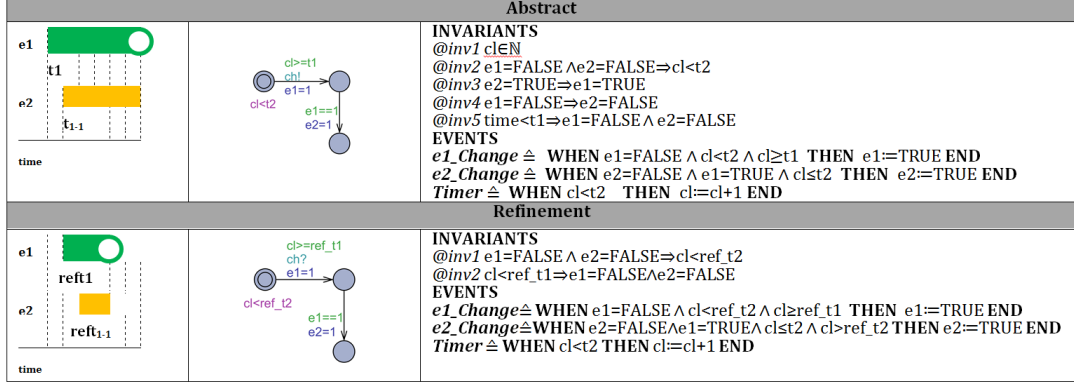 Abstract
e1
t1
e2
t1-1
time
cl>=t1
ch!
e1=1
cl<t2
e1==1
e2=1
INVARIANTS
@inv1 cl∈ℕ
@inv2 e1=FALSE ∧e2=FALSE⇒cl<t2
@inv3 e2=TRUE⇒e1=TRUE
@inv4 e1=FALSE⇒e2=FALSE
@inv5 time<t1⇒e1=FALSE ∧ e2=FALSE
EVENTS
e1_Change ≙ WHEN e1=FALSE ∧ cl<t2 ∧ cl≥t1 THEN e1:=TRUE END
e2_Change ≙ WHEN e2=FALSE ∧ e1=TRUE ∧ cl≤t2 THEN e2:=TRUE END
Timer ≙ WHEN cl<t2 THEN cl:=cl+1 END
Refinement
e1
reft1
e2
reft1-1
time
cl>=ref_t1
ch?
e1=1
cl<ref_t2
e1==1
e2=1
INVARIANTS
@inv1 e1=FALSE ∧ e2=FALSE⇒cl<ref_t2
@inv2 cl<ref_t1⇒e1=FALSE∧e2=FALSE
EVENTS
e1_Change≙WHEN e1=FALSE ∧ cl<ref_t2 ∧ cl≥ref_t1 THEN e1:=TRUE END
e2_Change≙WHEN e2=FALSE∧e1=TRUE∧ cl≤t2 ∧ cl>ref_t2 THEN e2:=TRUE END
Timer ≙ WHEN cl<t2 THEN cl:=cl+1 END